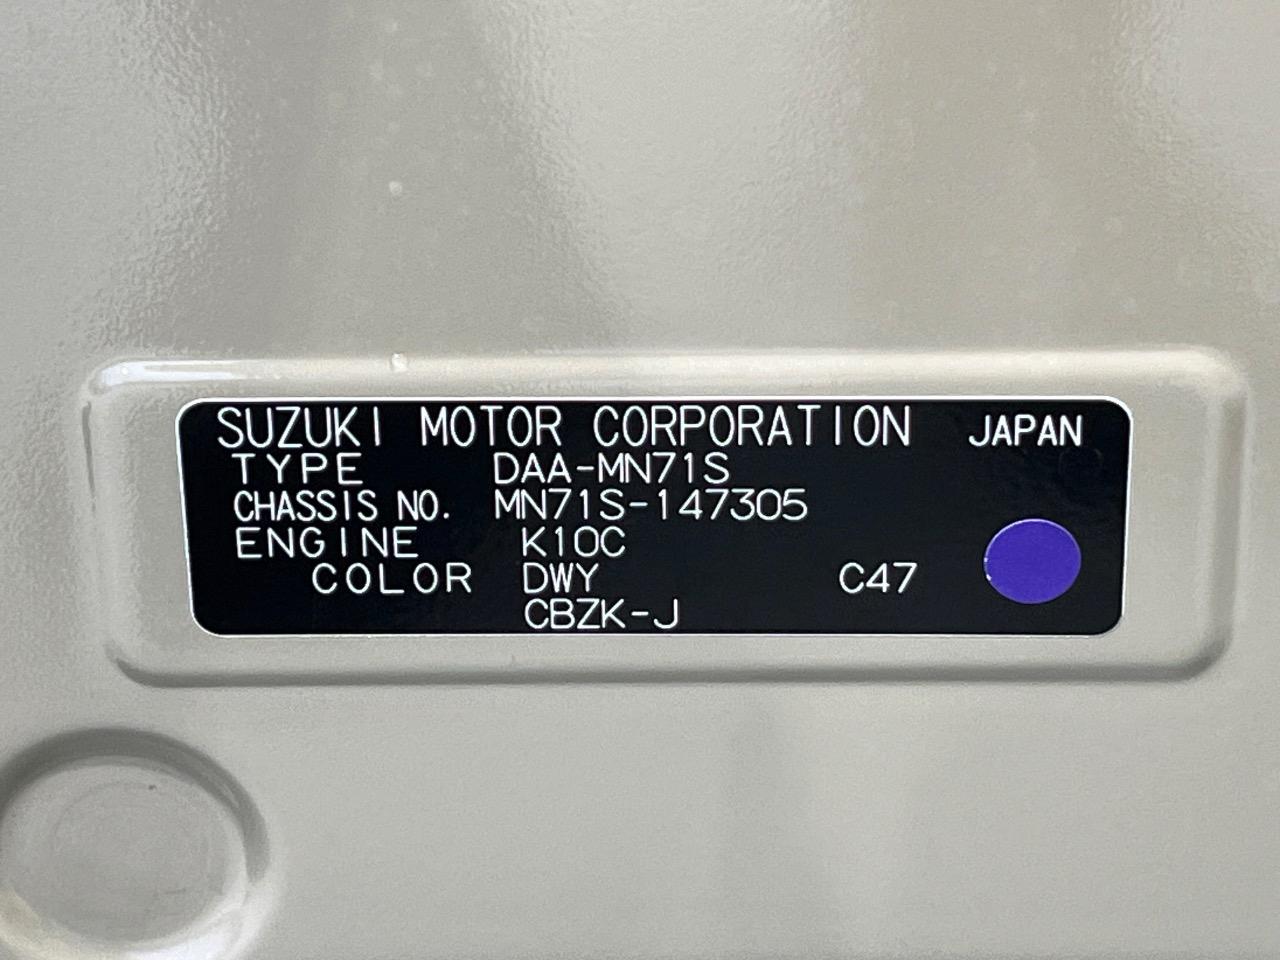 SUZUKI MOTOR CORPORATION JAPAN
TYPE DAA-MN71S
CHASSIS NO. MN71S-147305
ENGINE K10C
COLOR DWY C47
CBZK-J